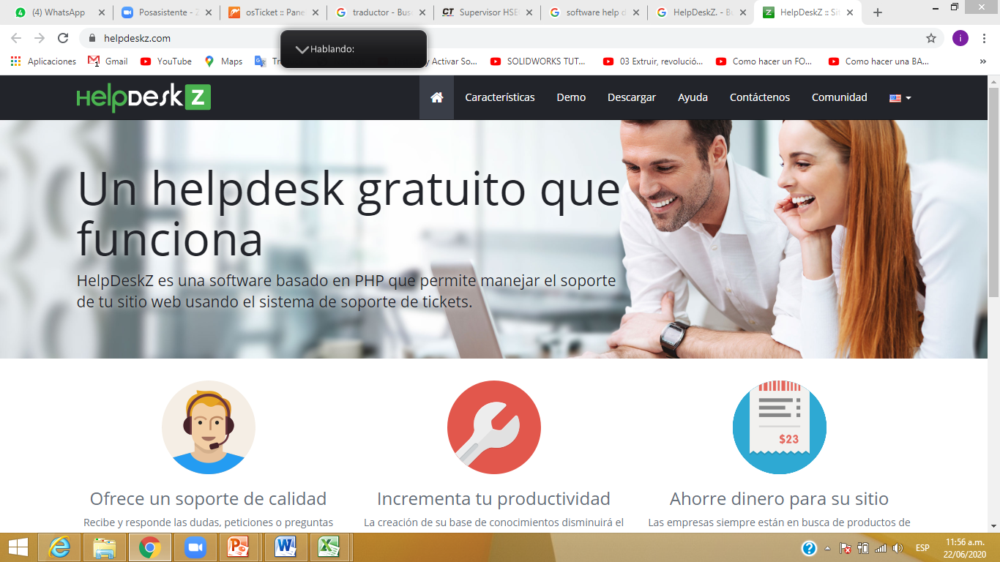 (4) WhatsApp
Posasistente - Z
osTicket :: Pane
traductor - Bus
Supervisor HSE
software help d
HelpDeskZ. - Bu
HelpDeskZ :: Sit
helpdeskz.com
Hablando:
Aplicaciones
Gmail
YouTube
Maps
y Activar So...
SOLIDWORKS TUT...
03 Extruir, revolució...
Como hacer un FO...
Como hacer una BA...
HelpDesk Z
Características
Demo
Descargar
Ayuda
Contáctenos
Comunidad
Un helpdesk gratuito que
funciona
HelpDeskZ es una software basado en PHP que permite manejar el soporte
de tu sitio web usando el sistema de soporte de tickets.
$23
Ofrece un soporte de calidad
Incrementa tu productividad
Ahorre dinero para su sitio
Recibe y responde las dudas, peticiones o preguntas
La creación de su base de conocimientos disminuirá el
Las empresas siempre están en busca de productos de
ESP
11:56 a.m.
22/06/2020